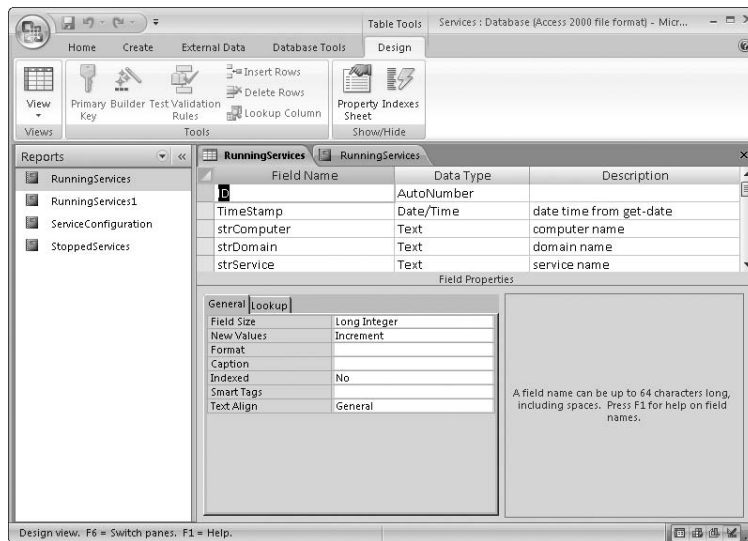 Table Tools
Services : Database (Access 2000 file format) - Micr...
Home Create External Data Database Tools Design
View
Primary Key
Builder
Test Validation Rules
Insert Rows
Delete Rows
Lookup Column
Property Sheet
Indexes
Views
Tools
Show/Hide
Reports
RunningServices
RunningServices1
ServiceConfiguration
StoppedServices
RunningServices RunningServices
Field Name Data Type Description
ID AutoNumber
TimeStamp Date/Time date time from get-date
strComputer Text computer name
strDomain Text domain name
strService Text service name
Field Properties
General Lookup
Field Size Long Integer
New Values Increment
Format
Caption
Indexed No
Smart Tags
Text Align General
A field name can be up to 64 characters long,
including spaces. Press F1 for help on field
names.
Design view. F6 = Switch panes. F1 = Help.